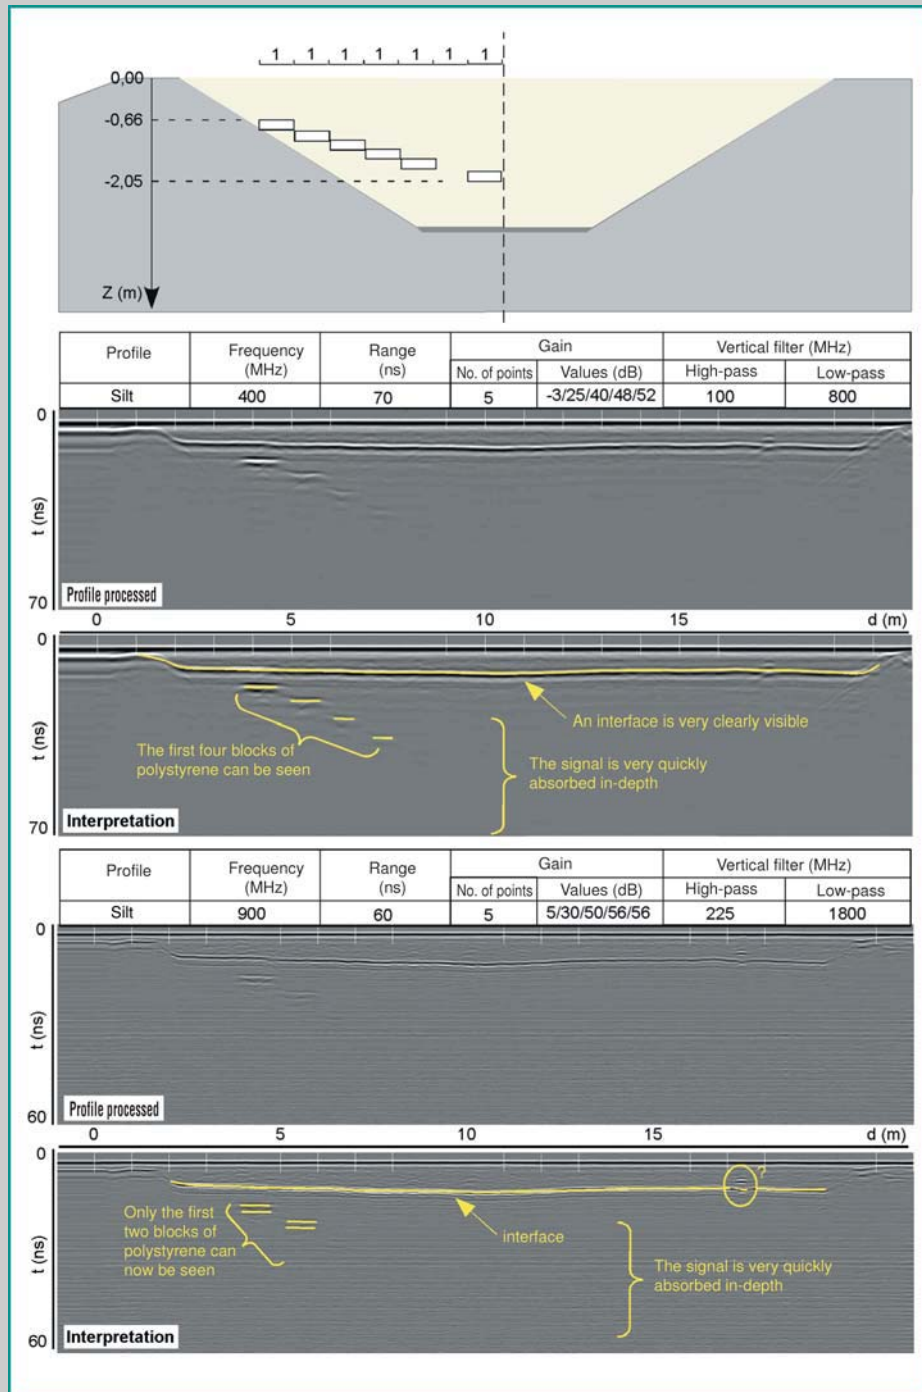 1 1 1 1 1 1 1
0,00
-0,66
-2,05
Z (m)
Profile Frequency (MHz) Range (ns) Gain Vertical filter (MHz)
No. of points Values (dB) High-pass Low-pass
Silt 400 70 5 -3/25/40/48/52 100 800
0
t (ns)
70
Profile processed
0 5 10 15 d (m)
0
t (ns)
An interface is very clearly visible
The first four blocks of
polystyrene can be seen
The signal is very quickly
absorbed in-depth
70
Interpretation
Profile Frequency (MHz) Range (ns) Gain Vertical filter (MHz)
No. of points Values (dB) High-pass Low-pass
Silt 900 60 5 5/30/50/56/56 225 1800
0
t (ns)
60
Profile processed
0 5 10 15 d (m)
0
t (ns)
?
Only the first
two blocks of
polystyrene can
now be seen
interface
The signal is very quickly
absorbed in-depth
60
Interpretation